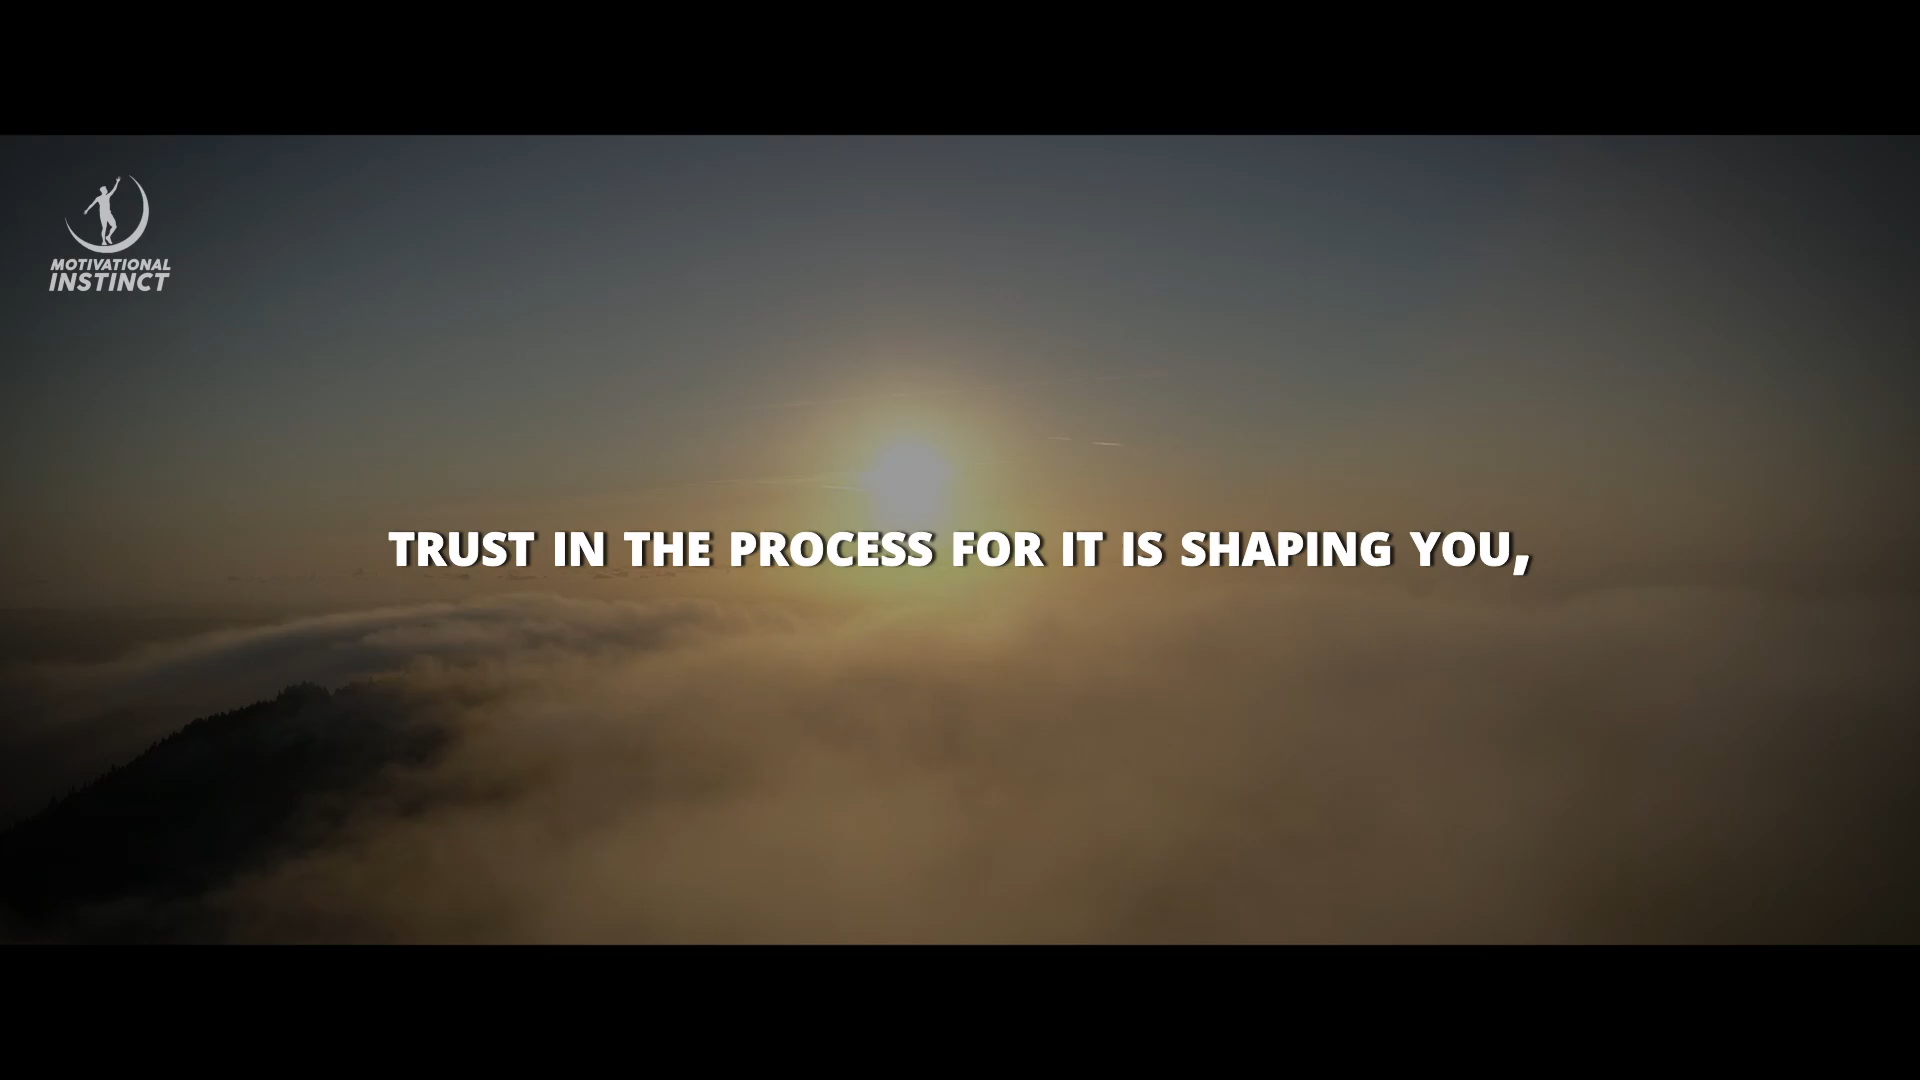 MOTIVATIONAL
INSTINCT
TRUST IN THE PROCESS FOR IT IS SHAPING YOU,